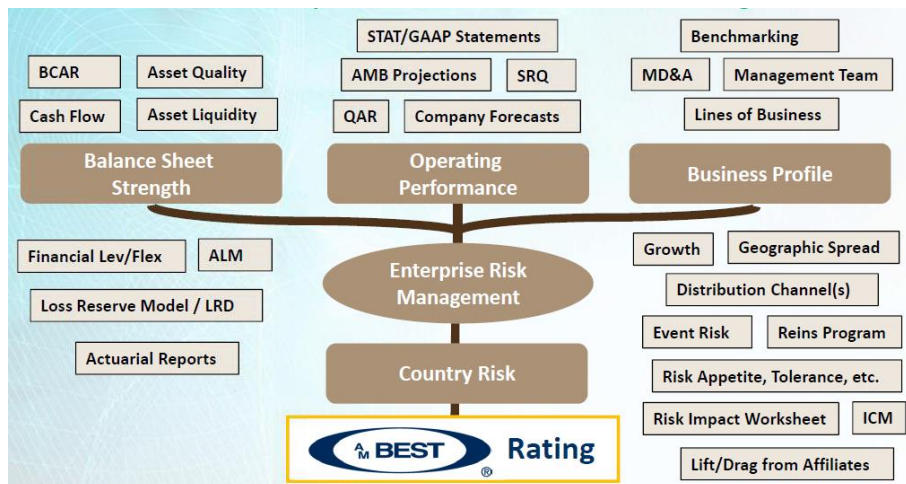 STAT/GAAP Statements
Benchmarking
BCAR
Asset Quality
AMB Projections
SRQ
MD&A
Management Team
Cash Flow
Asset Liquidity
QAR
Company Forecasts
Lines of Business
Balance Sheet
Strength
Operating
Performance
Business Profile
Financial Lev/Flex
ALM
Enterprise Risk
Management
Growth
Geographic Spread
Loss Reserve Model / LRD
Distribution Channel(s)
Actuarial Reports
Event Risk
Reins Program
Country Risk
Risk Appetite, Tolerance, etc.
Risk Impact Worksheet
ICM
AM BEST ® Rating
Lift/Drag from Affiliates